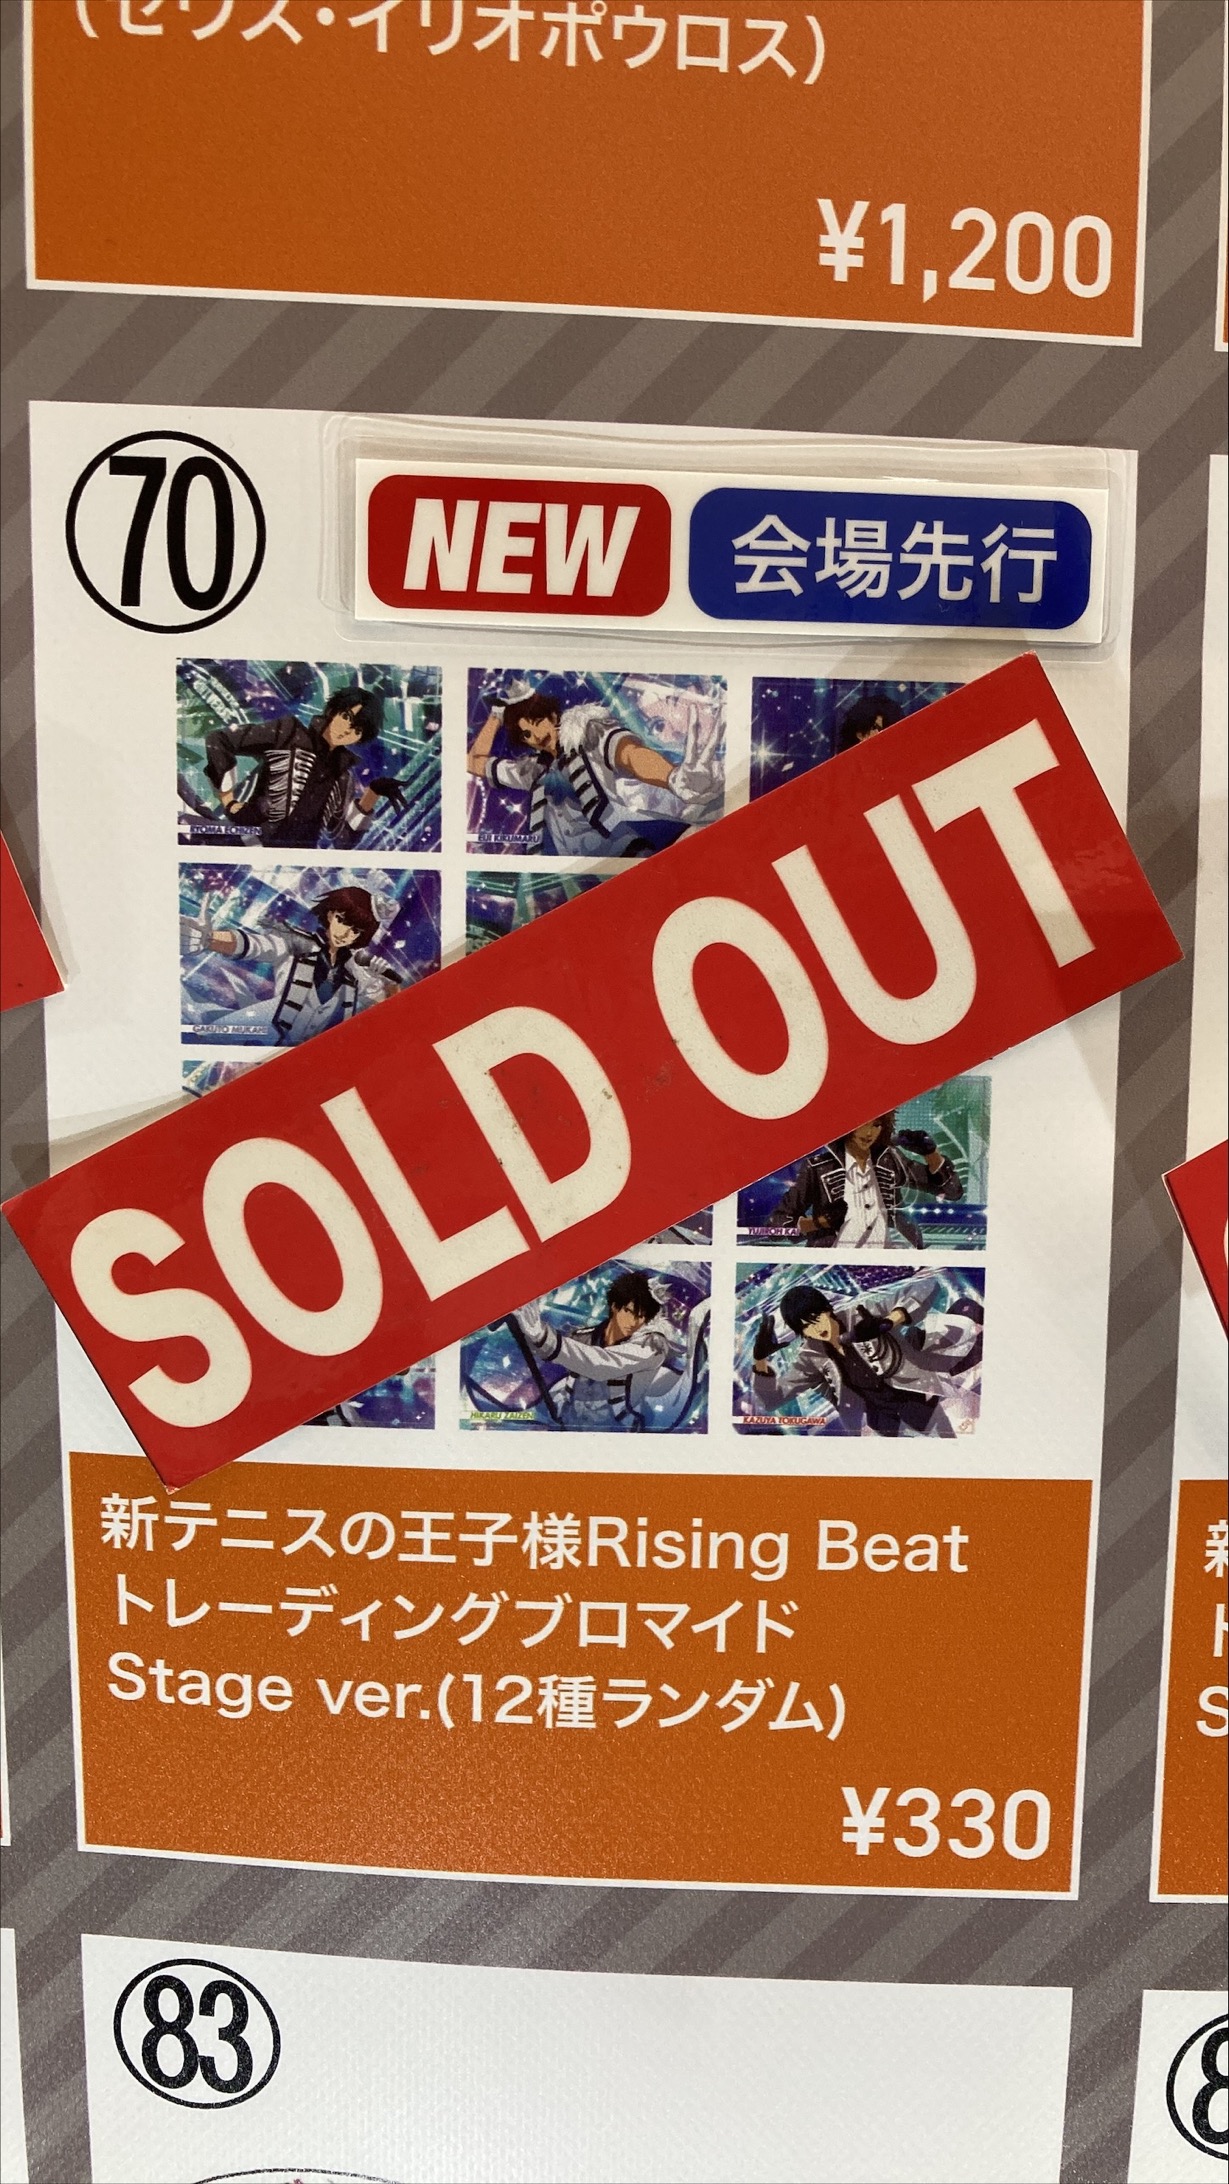 (ゼウス・イリオポウロス)
¥1,200
70
NEW
会場先行
RYOMA ECHIZEN
EIJI KIKUMARU
GAKUTO MUKAHI
SOLD OUT
YUJIROH
HIKARU ZAIZEN
KAZUYA TOKUGAWA
新テニスの王子様Rising Beat
トレーディングブロマイド
Stage ver.(12種ランダム)
¥330
83